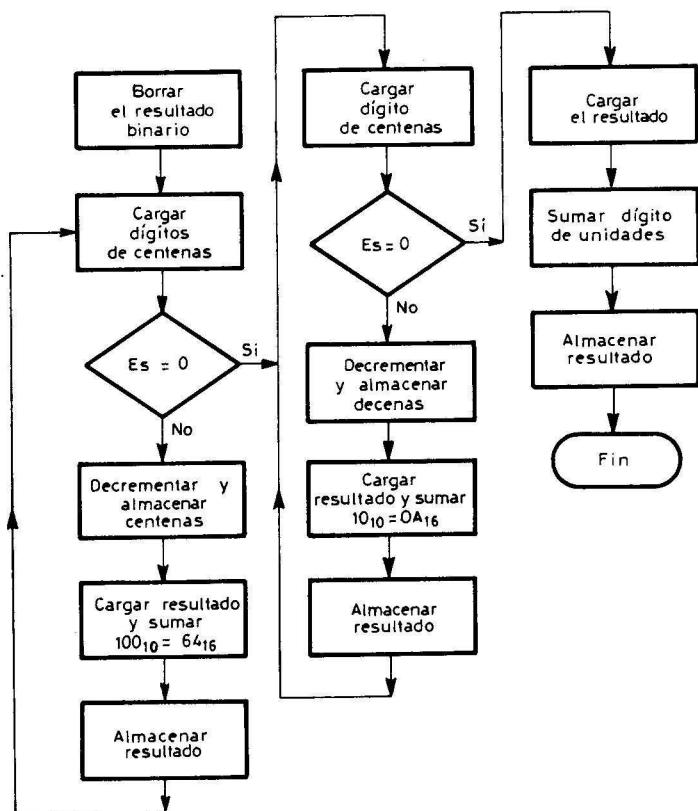 Borrar
el resultado
binario
Cargar
dígitos
de centenas
Es = 0
Si
No
Decrementar y
almacenar
centenas
Cargar resultado
y sumar
100₁₀ = 64₁₆
Almacenar
resultado
Cargar
dígito
de centenas
Es = 0
Sí
No
Decrementar
y almacenar
decenas
Cargar
resultado y sumar
10₁₀ = 0A₁₆
Almacenar
resultado
Cargar
el resultado
Sumar dígito
de unidades
Almacenar
resultado
Fin